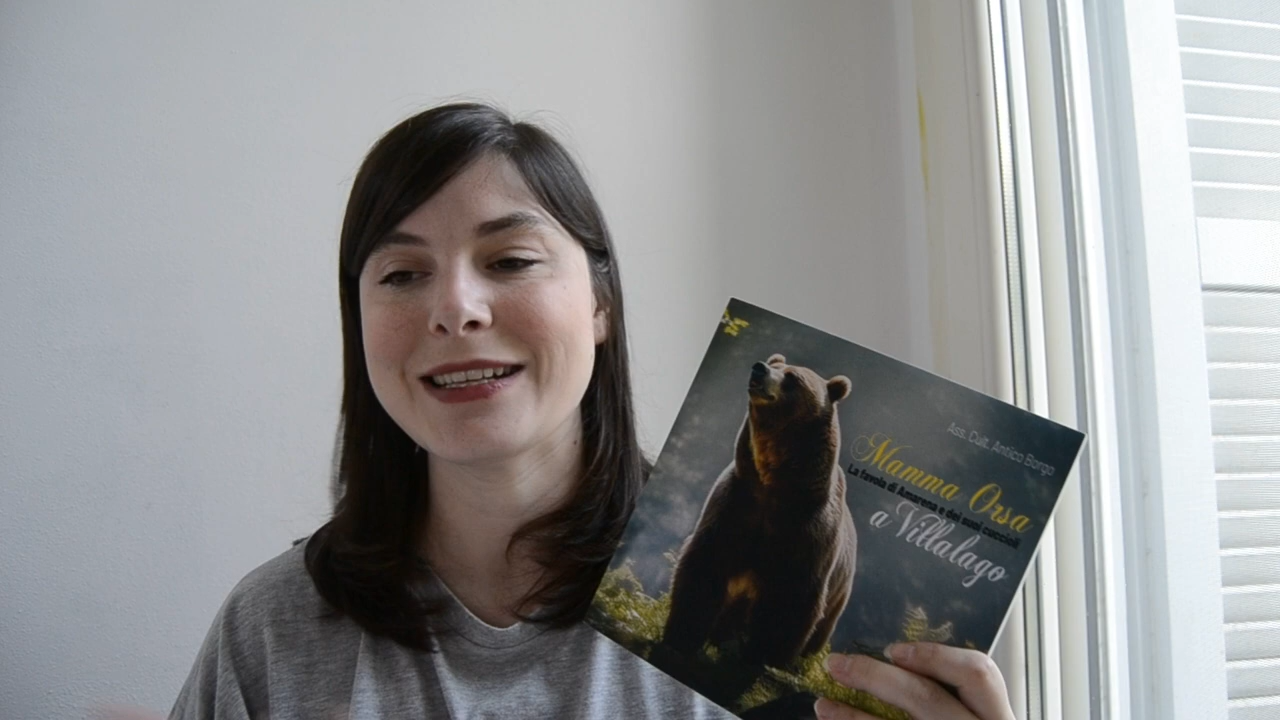 Ass. Cult. Antico Borgo
Mamma Orsa
La favola di Amarena e dei suoi cuccioli
a Villalago